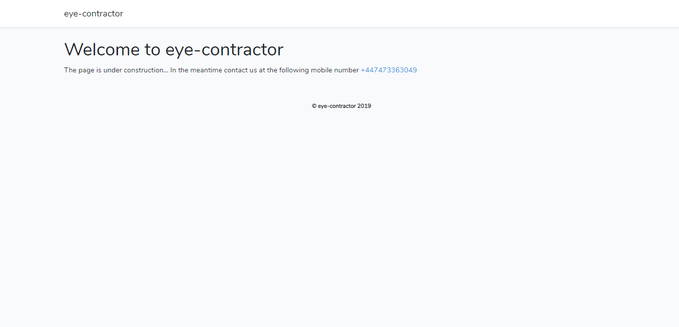 eye-contractor
Welcome to eye-contractor
The page is under construction... In the meantime contact us at the following mobile number +447473363049
© eye-contractor 2019